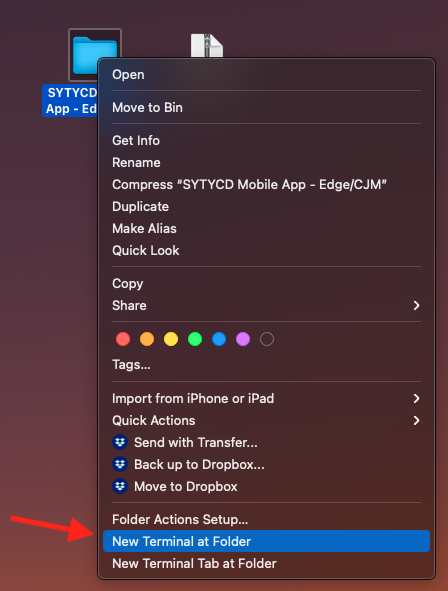 SYTYCD
App - Ed
Open
Move to Bin
Get Info
Rename
Compress “SYTYCD Mobile App - Edge/CJM”
Duplicate
Make Alias
Quick Look
Copy
Share
Tags...
Import from iPhone or iPad
Quick Actions
Send with Transfer...
Back up to Dropbox...
Move to Dropbox
Folder Actions Setup...
New Terminal at Folder
New Terminal Tab at Folder